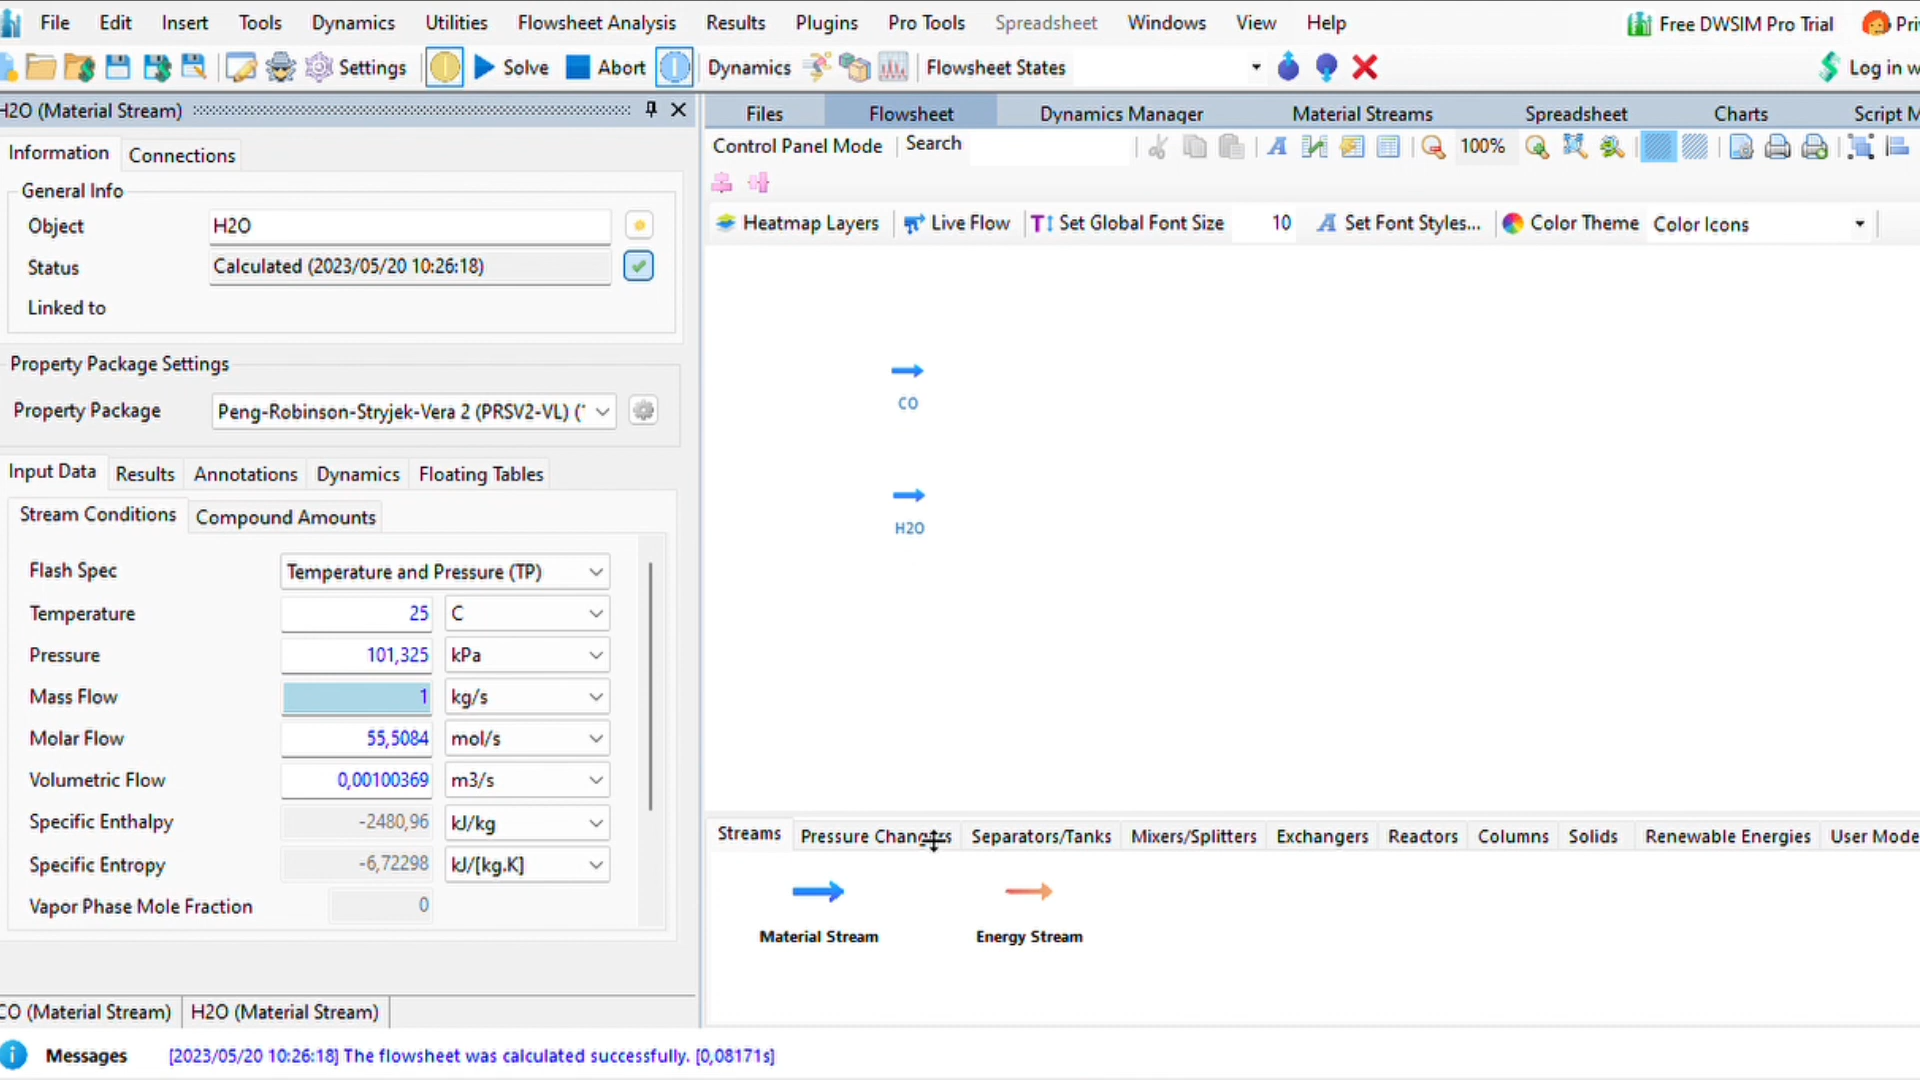 File Edit Insert Tools Dynamics Utilities Flowsheet Analysis Results Plugins Pro Tools Spreadsheet Windows View Help Free DWSIM Pro Trial
Settings Solve Abort Dynamics Flowsheet States Log in w
H2O (Material Stream)
Files Flowsheet Dynamics Manager Material Streams Spreadsheet Charts Script M
Information Connections
Control Panel Mode Search 100%
General Info
Object H2O
Heatmap Layers Live Flow Set Global Font Size 10 Set Font Styles... Color Theme Color Icons
Status Calculated (2023/05/20 10:26:18)
Linked to
Property Package Settings
Property Package Peng-Robinson-Stryjek-Vera 2 (PRSV2-VL) (
CO
H2O
Input Data Results Annotations Dynamics Floating Tables
Stream Conditions Compound Amounts
Flash Spec Temperature and Pressure (TP)
Temperature 25 C
Pressure 101,325 kPa
Mass Flow 1 kg/s
Molar Flow 55,5084 mol/s
Volumetric Flow 0,00100369 m3/s
Specific Enthalpy -2480,96 kJ/kg
Specific Entropy -6,72298 kJ/[kg.K]
Vapor Phase Mole Fraction 0
Streams Pressure Changers Separators/Tanks Mixers/Splitters Exchangers Reactors Columns Solids Renewable Energies User Mode
Material Stream Energy Stream
CO (Material Stream) H2O (Material Stream)
Messages [2023/05/20 10:26:18] The flowsheet was calculated successfully. [0,08171s]